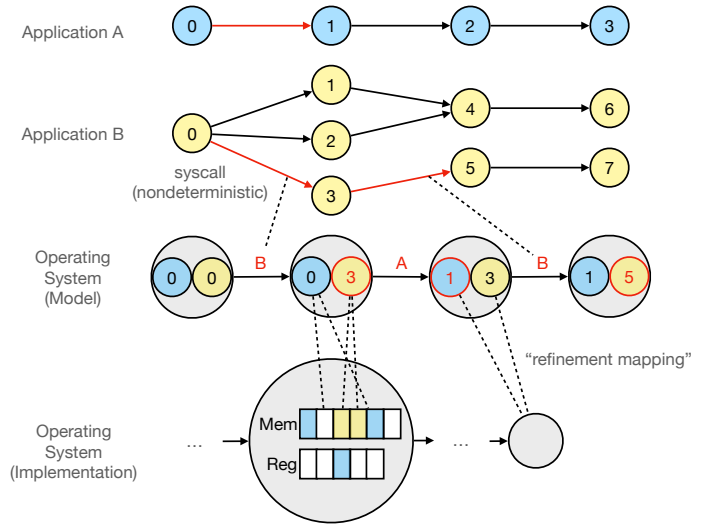 Application A
0
1
2
3
Application B
0
1
2
3
4
5
6
7
syscall
(nondeterministic)
Operating
System
(Model)
0 0
B
0 3
A
1 3
B
1 5
“refinement mapping”
Operating
System
(Implementation)
...
Mem
Reg
...